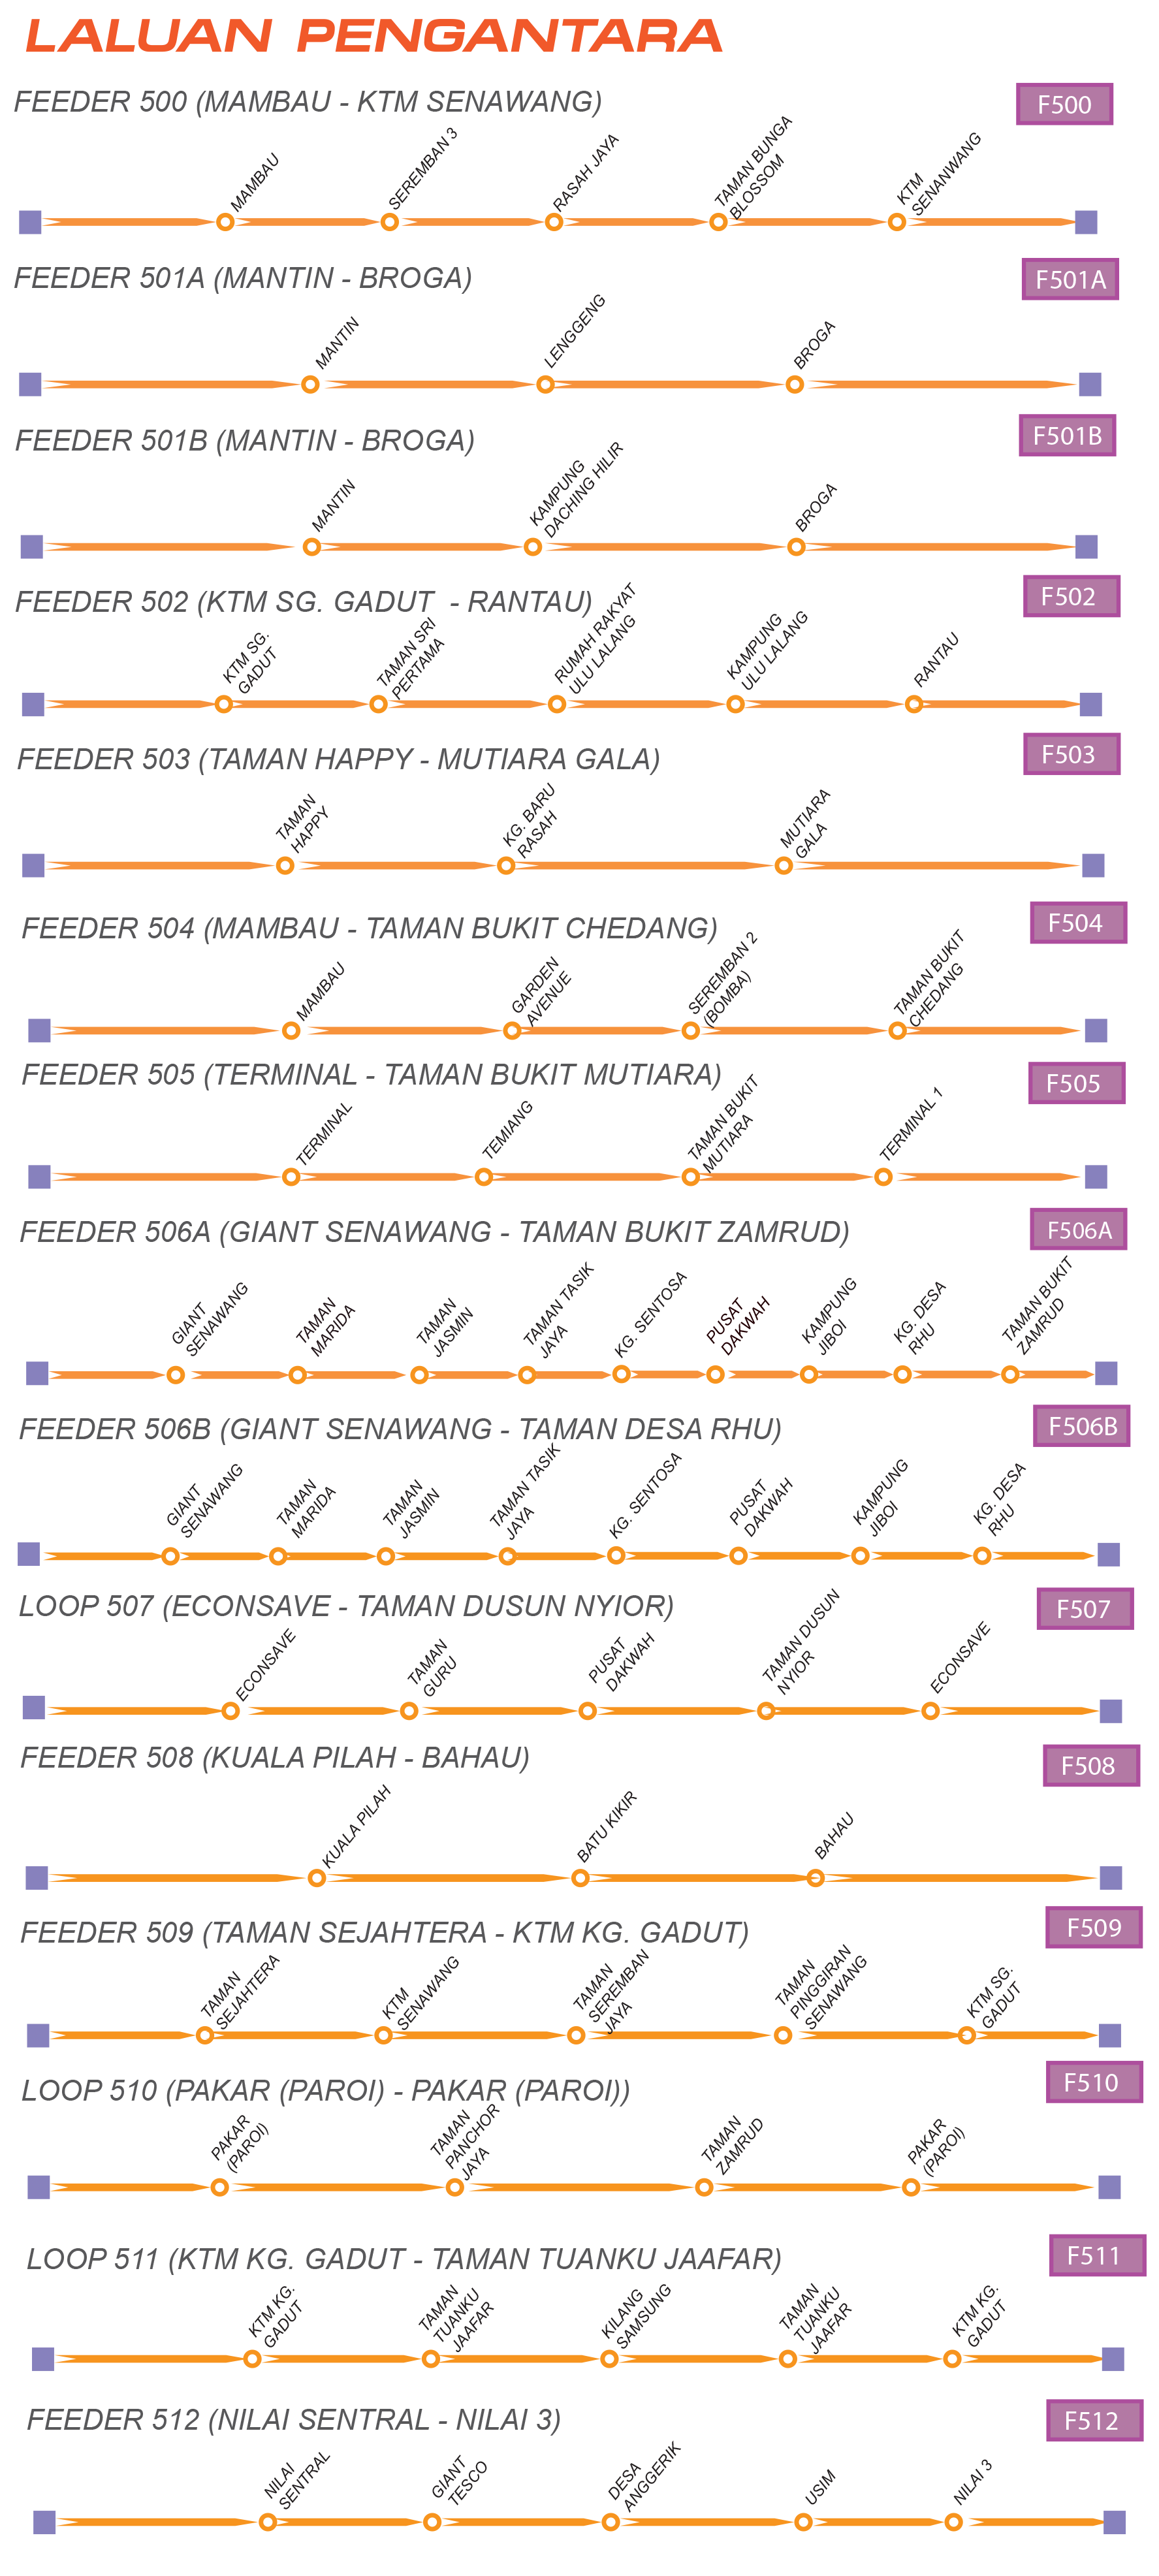 LALUAN PENGANTARA
FEEDER 500 (MAMBAU - KTM SENAWANG)
F500
MAMBAU
SEREMBAN 3
RASAH JAYA
TAMAN BUNGA
BLOSSOM
KTM
SENANWANG
FEEDER 501A (MANTIN - BROGA)
F501A
MANTIN
LENGGENG
BROGA
FEEDER 501B (MANTIN - BROGA)
F501B
MANTIN
KAMPUNG
DACHING HILIR
BROGA
FEEDER 502 (KTM SG. GADUT - RANTAU)
F502
KTM SG.
GADUT
TAMAN SRI
PERTAMA
RUMAH RAKYAT
ULU LALANG
KAMPUNG
ULU LALANG
RANTAU
FEEDER 503 (TAMAN HAPPY - MUTIARA GALA)
F503
TAMAN
HAPPY
KG. BARU
RASAH
MUTIARA
GALA
FEEDER 504 (MAMBAU - TAMAN BUKIT CHEDANG)
F504
MAMBAU
GARDEN
AVENUE
SEREMBAN 2
(BOMBA)
TAMAN BUKIT
CHEDANG
FEEDER 505 (TERMINAL - TAMAN BUKIT MUTIARA)
F505
TERMINAL
TEMIANG
TAMAN BUKIT
MUTIARA
TERMINAL 1
FEEDER 506A (GIANT SENAWANG - TAMAN BUKIT ZAMRUD)
F506A
GIANT
SENAWANG
TAMAN
MARIDA
TAMAN
JASMIN
TAMAN TASIK
JAYA
KG. SENTOSA
PUSAT
DAKWAH
KAMPUNG
JIBOI
KG. DESA
RHU
TAMAN BUKIT
ZAMRUD
FEEDER 506B (GIANT SENAWANG - TAMAN DESA RHU)
F506B
GIANT
SENAWANG
TAMAN
MARIDA
TAMAN
JASMIN
TAMAN TASIK
JAYA
KG. SENTOSA
PUSAT
DAKWAH
KAMPUNG
JIBOI
KG. DESA
RHU
LOOP 507 (ECONSAVE - TAMAN DUSUN NYIOR)
F507
ECONSAVE
TAMAN
GURU
PUSAT
DAKWAH
TAMAN DUSUN
NYIOR
ECONSAVE
FEEDER 508 (KUALA PILAH - BAHAU)
F508
KUALA PILAH
BATU KIKIR
BAHAU
FEEDER 509 (TAMAN SEJAHTERA - KTM KG. GADUT)
F509
TAMAN
SEJAHTERA
KTM
SENAWANG
TAMAN
SEREMBAN
JAYA
TAMAN
PINGGIRAN
SENAWANG
KTM SG.
GADUT
LOOP 510 (PAKAR (PAROI) - PAKAR (PAROI))
F510
PAKAR
(PAROI)
TAMAN
PANCHOR
JAYA
TAMAN
ZAMRUD
PAKAR
(PAROI)
LOOP 511 (KTM KG. GADUT - TAMAN TUANKU JAAFAR)
F511
KTM KG.
GADUT
TAMAN
TUANKU
JAAFAR
KILANG
SAMSUNG
TAMAN
TUANKU
JAAFAR
KTM KG.
GADUT
FEEDER 512 (NILAI SENTRAL - NILAI 3)
F512
NILAI
SENTRAL
GIANT
TESCO
DESA
ANGGERIK
USIM
NILAI 3